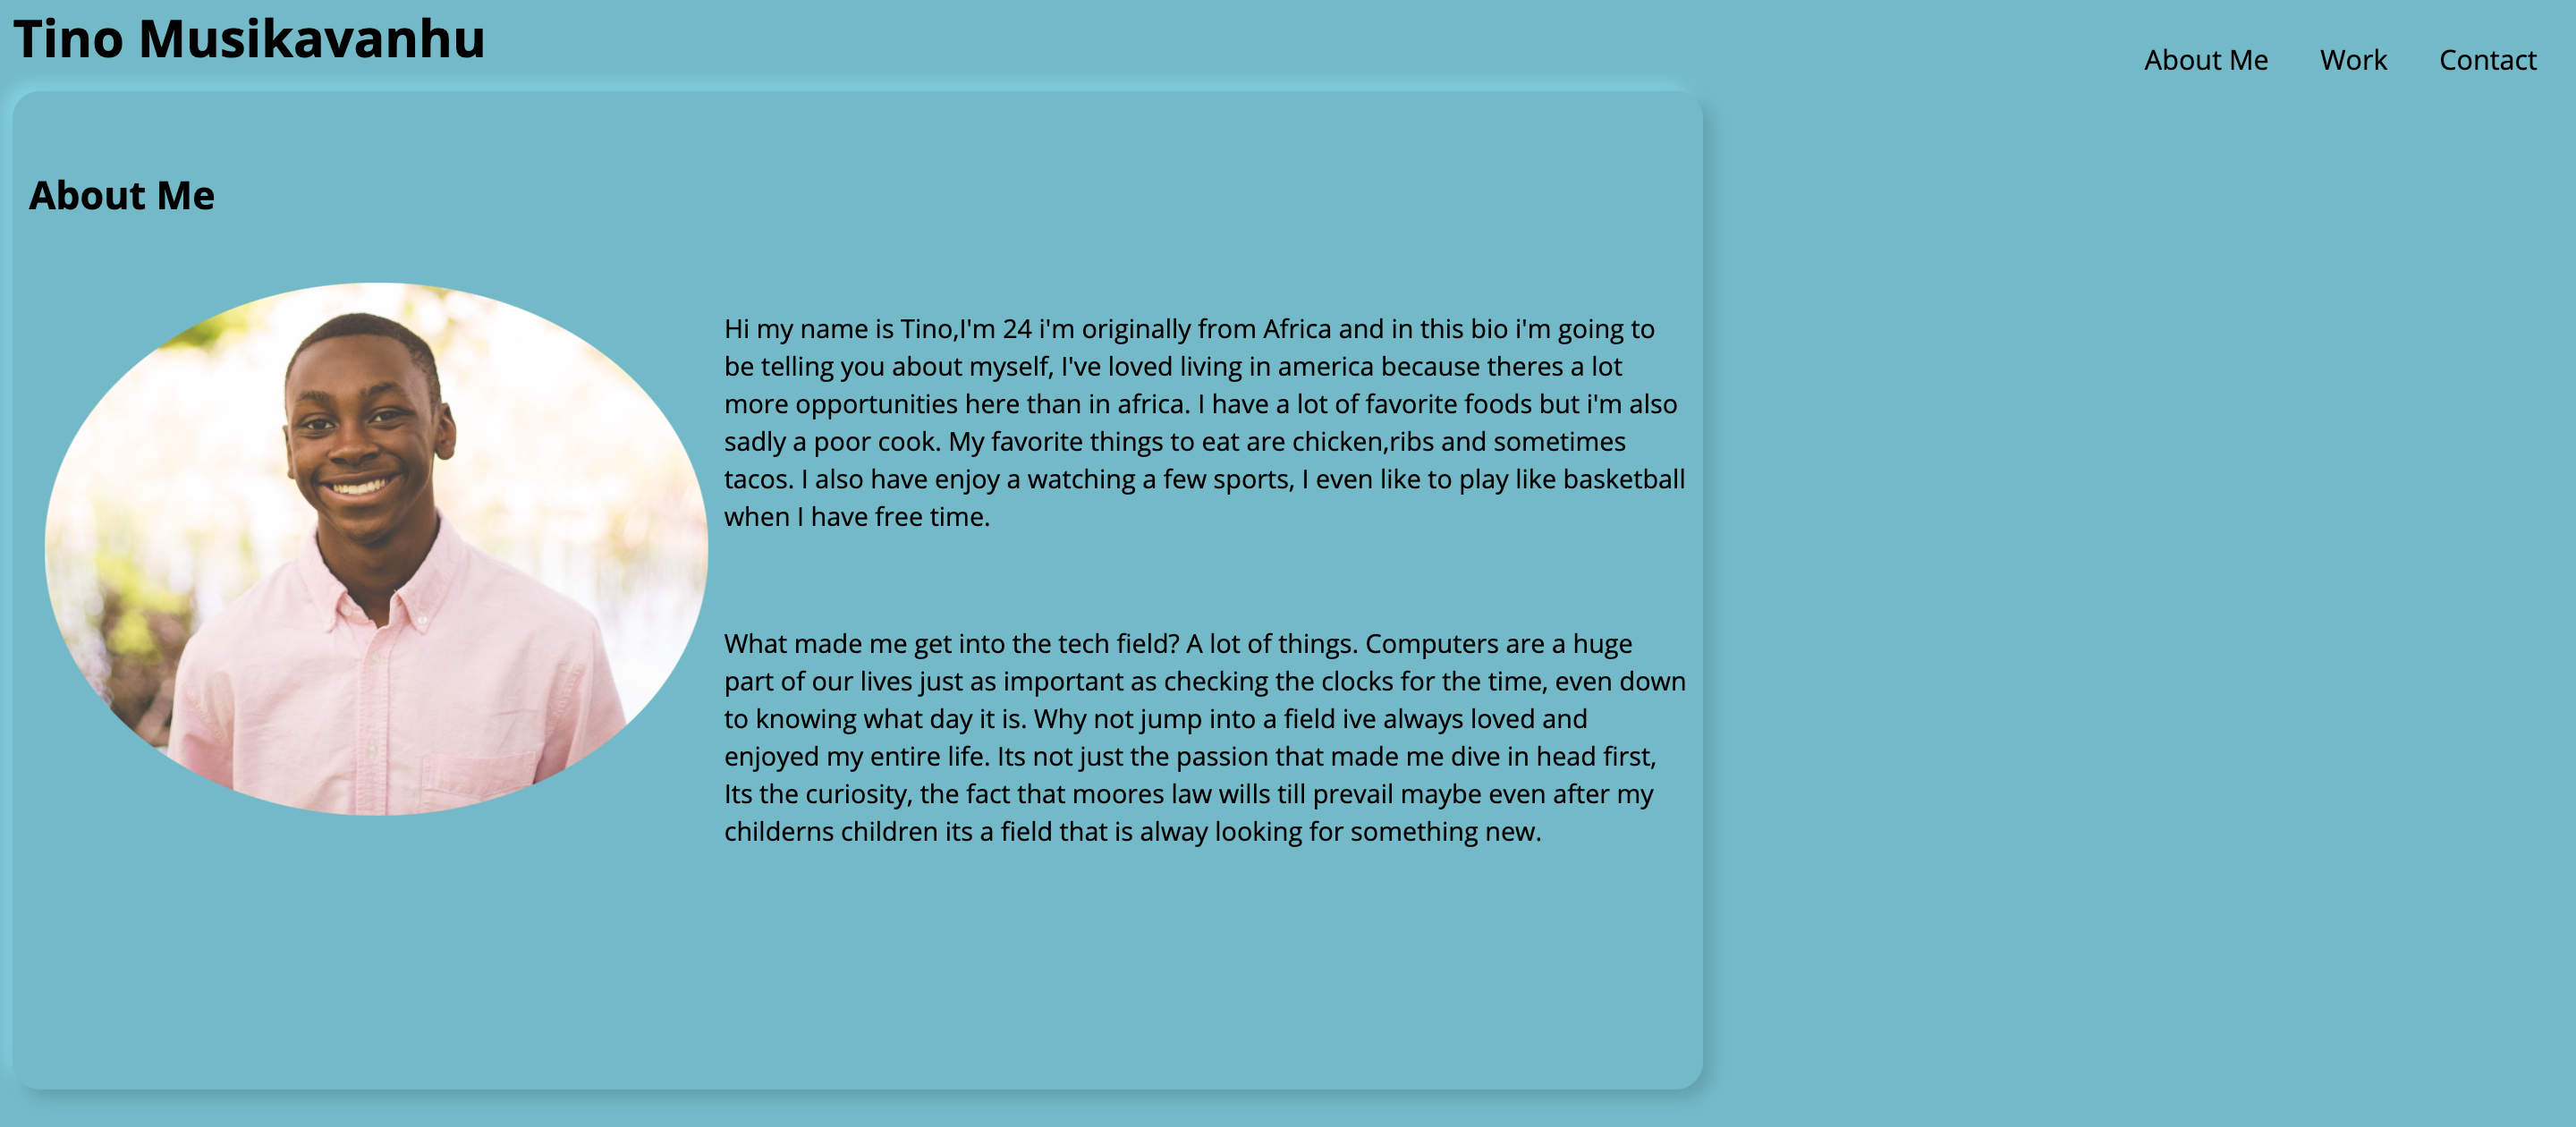 Tino Musikavanhu
About Me
Work
Contact
About Me
Hi my name is Tino,I'm 24 i'm originally from Africa and in this bio i'm going to
be telling you about myself, I've loved living in america because theres a lot
more opportunities here than in africa. I have a lot of favorite foods but i'm also
sadly a poor cook. My favorite things to eat are chicken,ribs and sometimes
tacos. I also have enjoy a watching a few sports, I even like to play like basketball
when I have free time.
What made me get into the tech field? A lot of things. Computers are a huge
part of our lives just as important as checking the clocks for the time, even down
to knowing what day it is. Why not jump into a field ive always loved and
enjoyed my entire life. Its not just the passion that made me dive in head first,
Its the curiosity, the fact that moores law wills till prevail maybe even after my
childerns children its a field that is alway looking for something new.